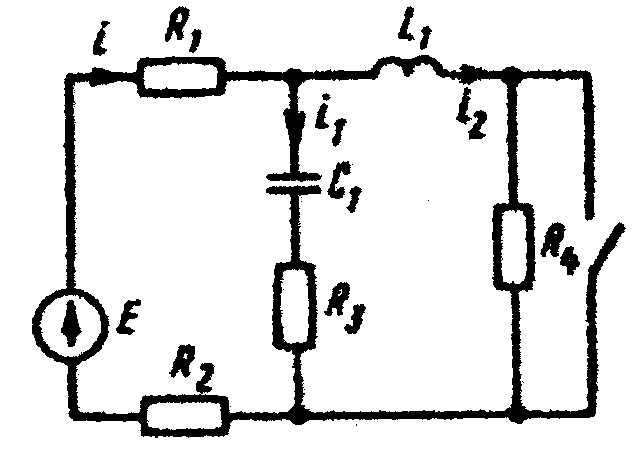 i R₁ L₁
i₁ i₂
C₁
R₄
E R₃
R₂